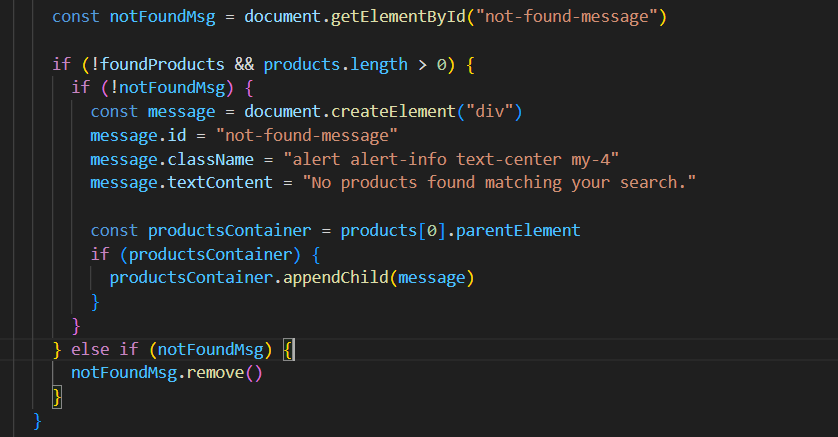 const notFoundMsg = document.getElementById("not-found-message")
if (!foundProducts && products.length > 0) {
if (!notFoundMsg) {
const message = document.createElement("div")
message.id = "not-found-message"
message.className = "alert alert-info text-center my-4"
message.textContent = "No products found matching your search."
const productsContainer = products[0].parentElement
if (productsContainer) {
productsContainer.appendChild(message)
}
}
} else if (notFoundMsg) {
notFoundMsg.remove()
}
}